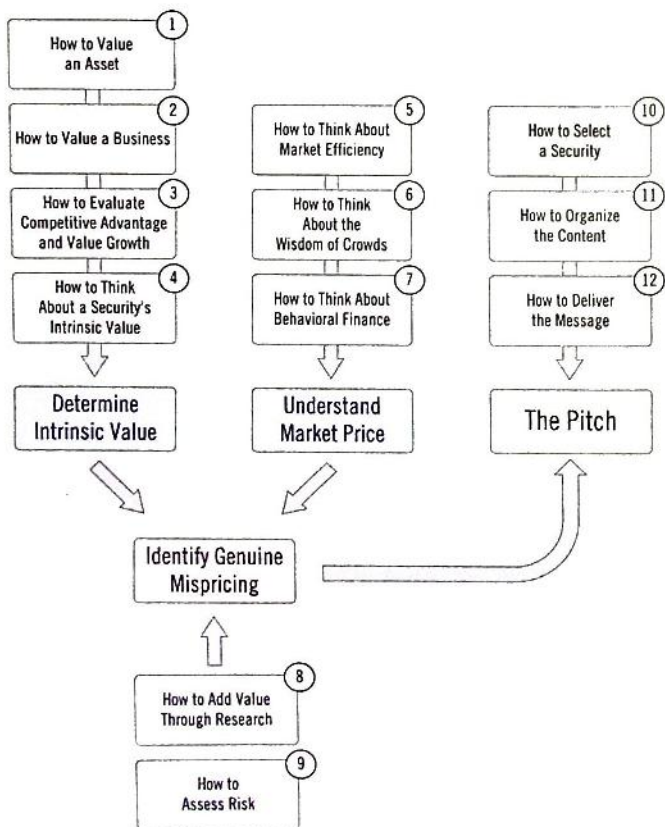 1
How to Value
an Asset
2
How to Value a Business
3
How to Evaluate
Competitive Advantage
and Value Growth
4
How to Think
About a Security's
Intrinsic Value
Determine
Intrinsic Value
5
How to Think About
Market Efficiency
6
How to Think
About the
Wisdom of Crowds
7
How to Think About
Behavioral Finance
Understand
Market Price
10
How to Select
a Security
11
How to Organize
the Content
12
How to Deliver
the Message
The Pitch
Identify Genuine
Mispricing
8
How to Add Value
Through Research
9
How to
Assess Risk